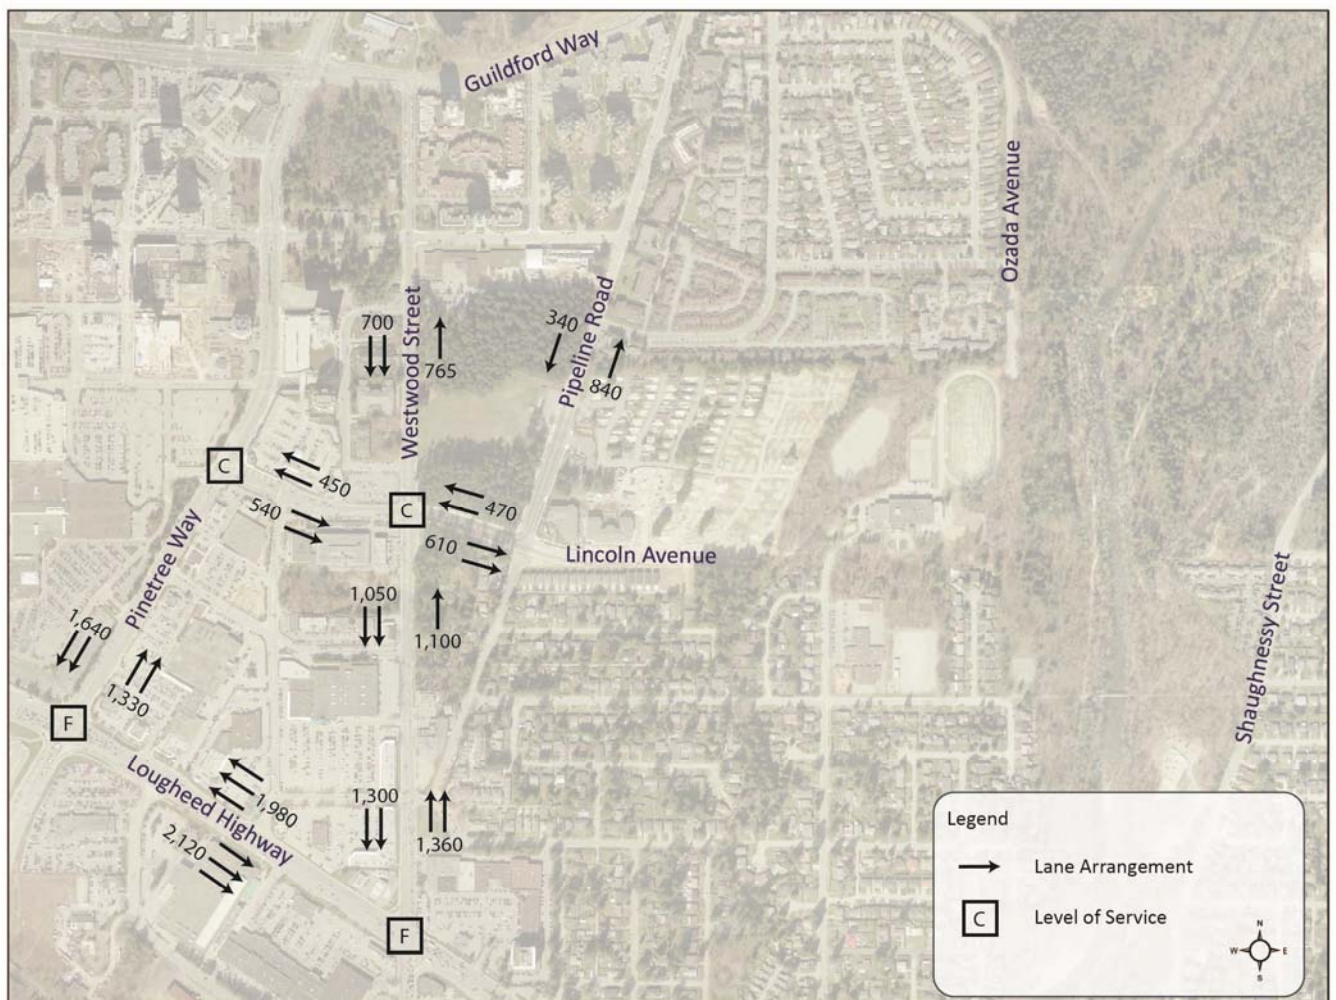 Guildford Way
Ozada Avenue
Westwood Street
Pipeline Road
700
765
340
840
C
450
540
C
470
610
Lincoln Avenue
Pinetree Way
1,050
1,100
1,640
1,330
F
Shaughnessy Street
Lougheed Highway
1,980
2,120
1,300
1,360
F
Legend
Lane Arrangement
C
Level of Service
N
W
E
S